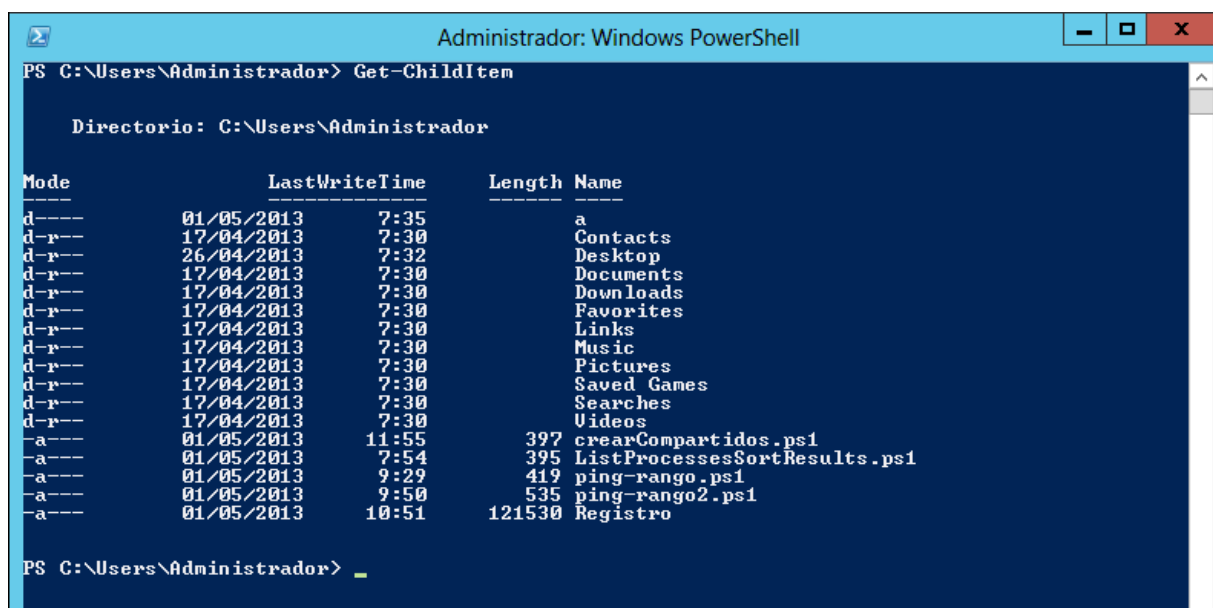 Administrador: Windows PowerShell
PS C:\Users\Administrador> Get-ChildItem
Directorio: C:\Users\Administrador
Mode LastWriteTime Length Name
---- ------------- ------ ----
d---- 01/05/2013 7:35 a
d-r-- 17/04/2013 7:30 Contacts
d-r-- 26/04/2013 7:32 Desktop
d-r-- 17/04/2013 7:30 Documents
d-r-- 17/04/2013 7:30 Downloads
d-r-- 17/04/2013 7:30 Favorites
d-r-- 17/04/2013 7:30 Links
d-r-- 17/04/2013 7:30 Music
d-r-- 17/04/2013 7:30 Pictures
d-r-- 17/04/2013 7:30 Saved Games
d-r-- 17/04/2013 7:30 Searches
d-r-- 17/04/2013 7:30 Videos
-a--- 01/05/2013 11:55 397 crearCompartidos.ps1
-a--- 01/05/2013 7:54 395 ListProcessesSortResults.ps1
-a--- 01/05/2013 9:29 419 ping-rango.ps1
-a--- 01/05/2013 9:50 535 ping-rango2.ps1
-a--- 01/05/2013 10:51 121530 Registro
PS C:\Users\Administrador> _